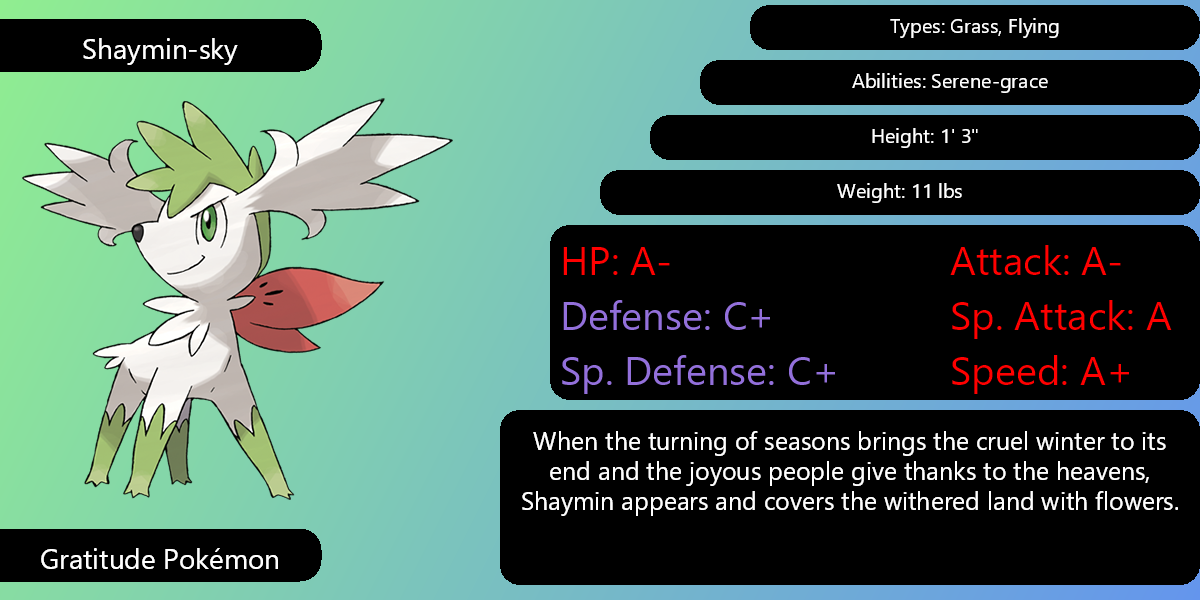 Shaymin-sky
Types: Grass, Flying
Abilities: Serene-grace
Height: 1' 3"
Weight: 11 lbs
HP: A-
Attack: A-
Defense: C+
Sp. Attack: A
Sp. Defense: C+
Speed: A+
When the turning of seasons brings the cruel winter to its
end and the joyous people give thanks to the heavens,
Shaymin appears and covers the withered land with flowers.
Gratitude Pokémon